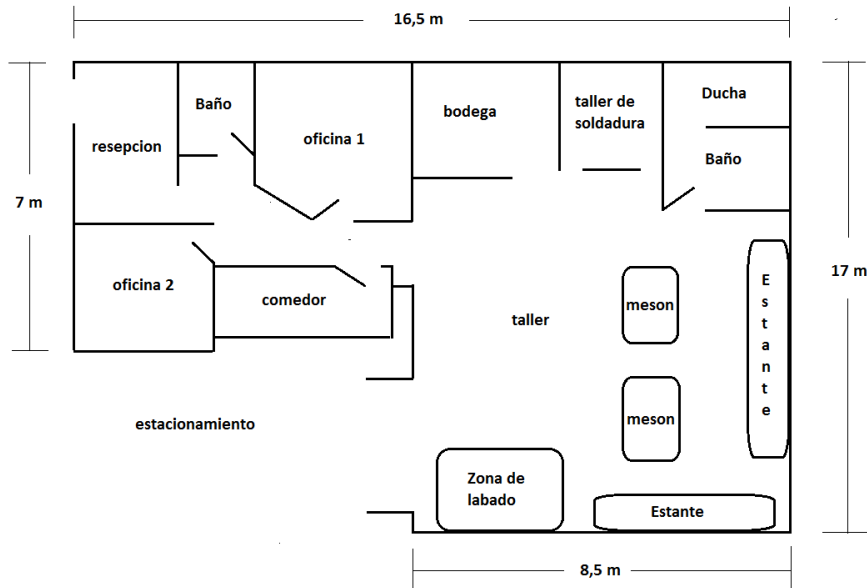 16,5 m
Baño
resepcion
oficina 1
bodega
taller de
soldadura
Ducha
Baño
7 m
oficina 2
comedor
taller
meson
E
s
t
a
n
t
e
17 m
estacionamiento
meson
Zona de
labado
Estante
8,5 m